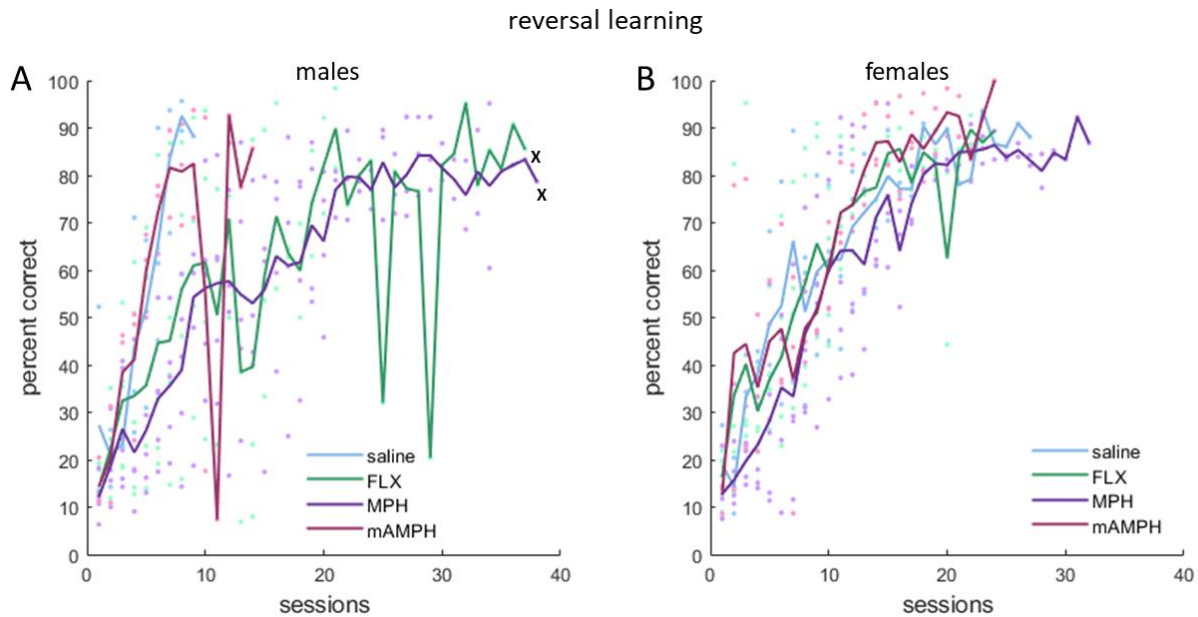 reversal learning
A
males
100
90
80
70
60
50
40
30
20
10
0
percent correct
X
X
saline
FLX
MPH
mAMPH
0
10
20
30
40
sessions
B
females
100
90
80
70
60
50
40
30
20
10
0
percent correct
saline
FLX
MPH
mAMPH
0
10
20
30
40
sessions